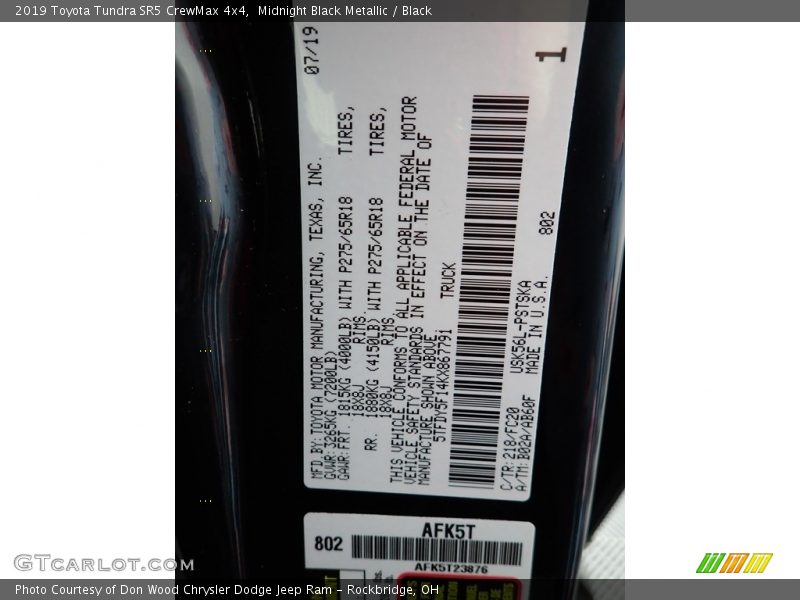 2019 Toyota Tundra SR5 CrewMax 4x4,  Midnight Black Metallic / Black
07/19
1
MFD.BY:TOYOTA MOTOR MANUFACTURING, TEXAS, INC.
GVWR:3265KG (7200LB)
GAWR:FRT. 1815KG (4000LB) WITH P275/65R18 TIRES,
18X8J RIMS.
RR. 1880KG (4150LB) WITH P275/65R18 TIRES,
18X8J RIMS.
THIS VEHICLE CONFORMS TO ALL APPLICABLE FEDERAL MOTOR
VEHICLE SAFETY STANDARDS IN EFFECT ON THE DATE OF
MANUFACTURE SHOWN ABOVE
5TFDY5F14KX867791 TRUCK
C/TR:218/FC20 USK56L-PSTSKA 802
A/TM:B02A/AB60F MADE IN U.S.A.
AFK5T
802
AFK5T23876
GTCarlot.com
Photo Courtesy of Don Wood Chrysler Dodge Jeep Ram – Rockbridge, OH